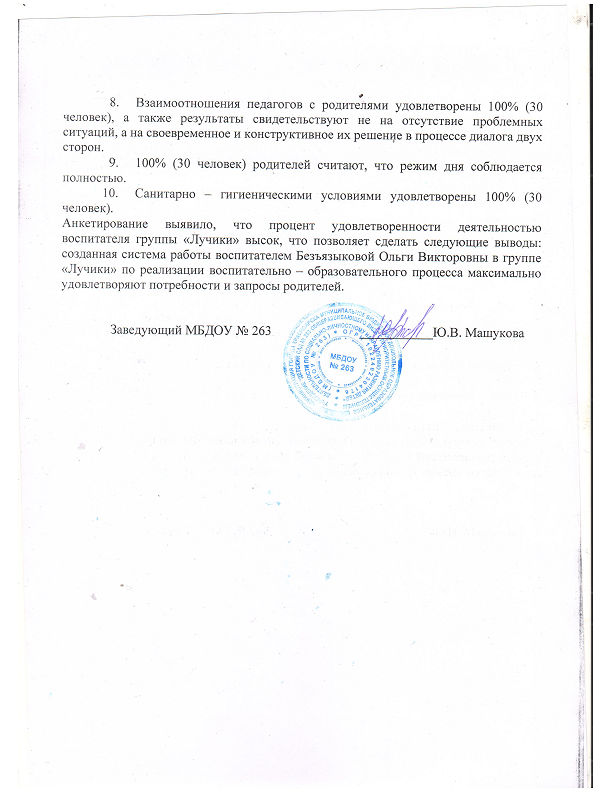 8. Взаимоотношения педагогов с родителями удовлетворены 100% (30
человек), а также результаты свидетельствуют не на отсутствие проблемных
ситуаций, а на своевременное и конструктивное их решение в процессе диалога двух
сторон.
9. 100% (30 человек) родителей считают, что режим дня соблюдается
полностью.
10. Санитарно – гигиеническими условиями удовлетворены 100% (30
человек).
Анкетирование выявило, что процент удовлетворенности деятельностью
воспитателя группы «Лучики» высок, что позволяет сделать следующие выводы:
созданная система работы воспитателем Безъязыковой Ольги Викторовны в группе
«Лучики» по реализации воспитательно – образовательного процесса максимально
удовлетворяют потребности и запросы родителей.
Заведующий МБДОУ № 263 Ю.В. Машукова
МБДОУ
№ 263